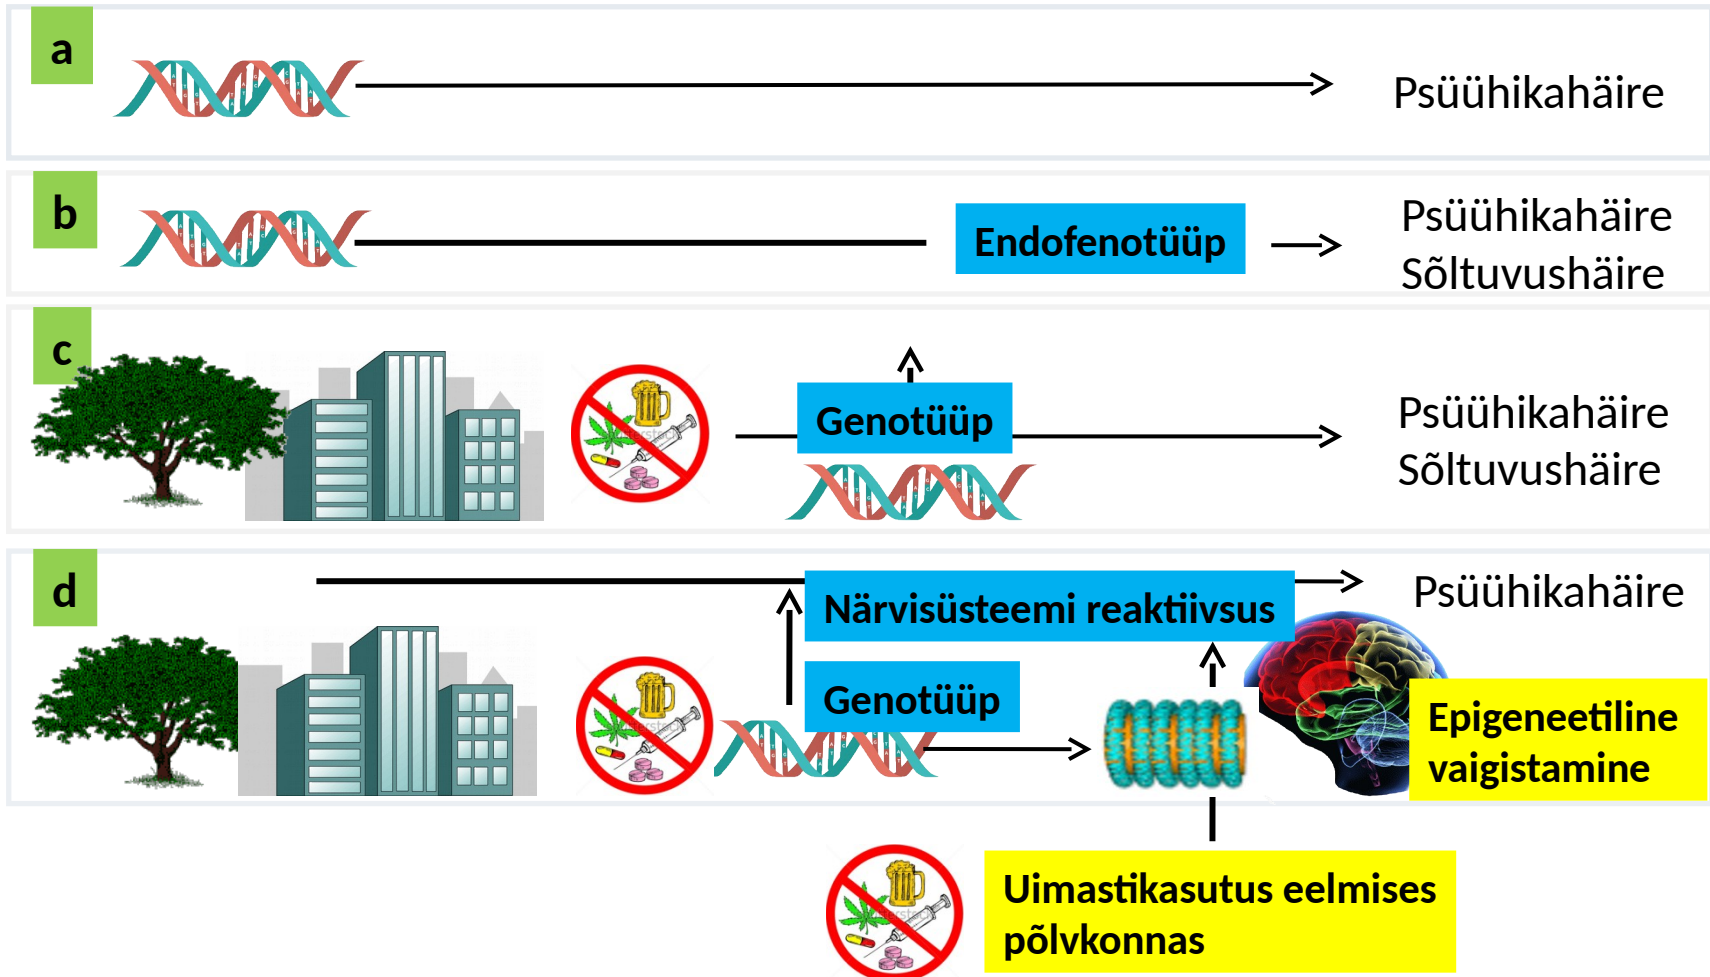 a
Psüühikahäire
b
Endofenotüüp
Psüühikahäire
Sõltuvushäire
c
Genotüüp
Psüühikahäire
Sõltuvushäire
d
Närvisüsteemi reaktiivsus
Psüühikahäire
Genotüüp
Epigeneetiline
vaigistamine
Uimastikasutus eelmises
põlvkonnas